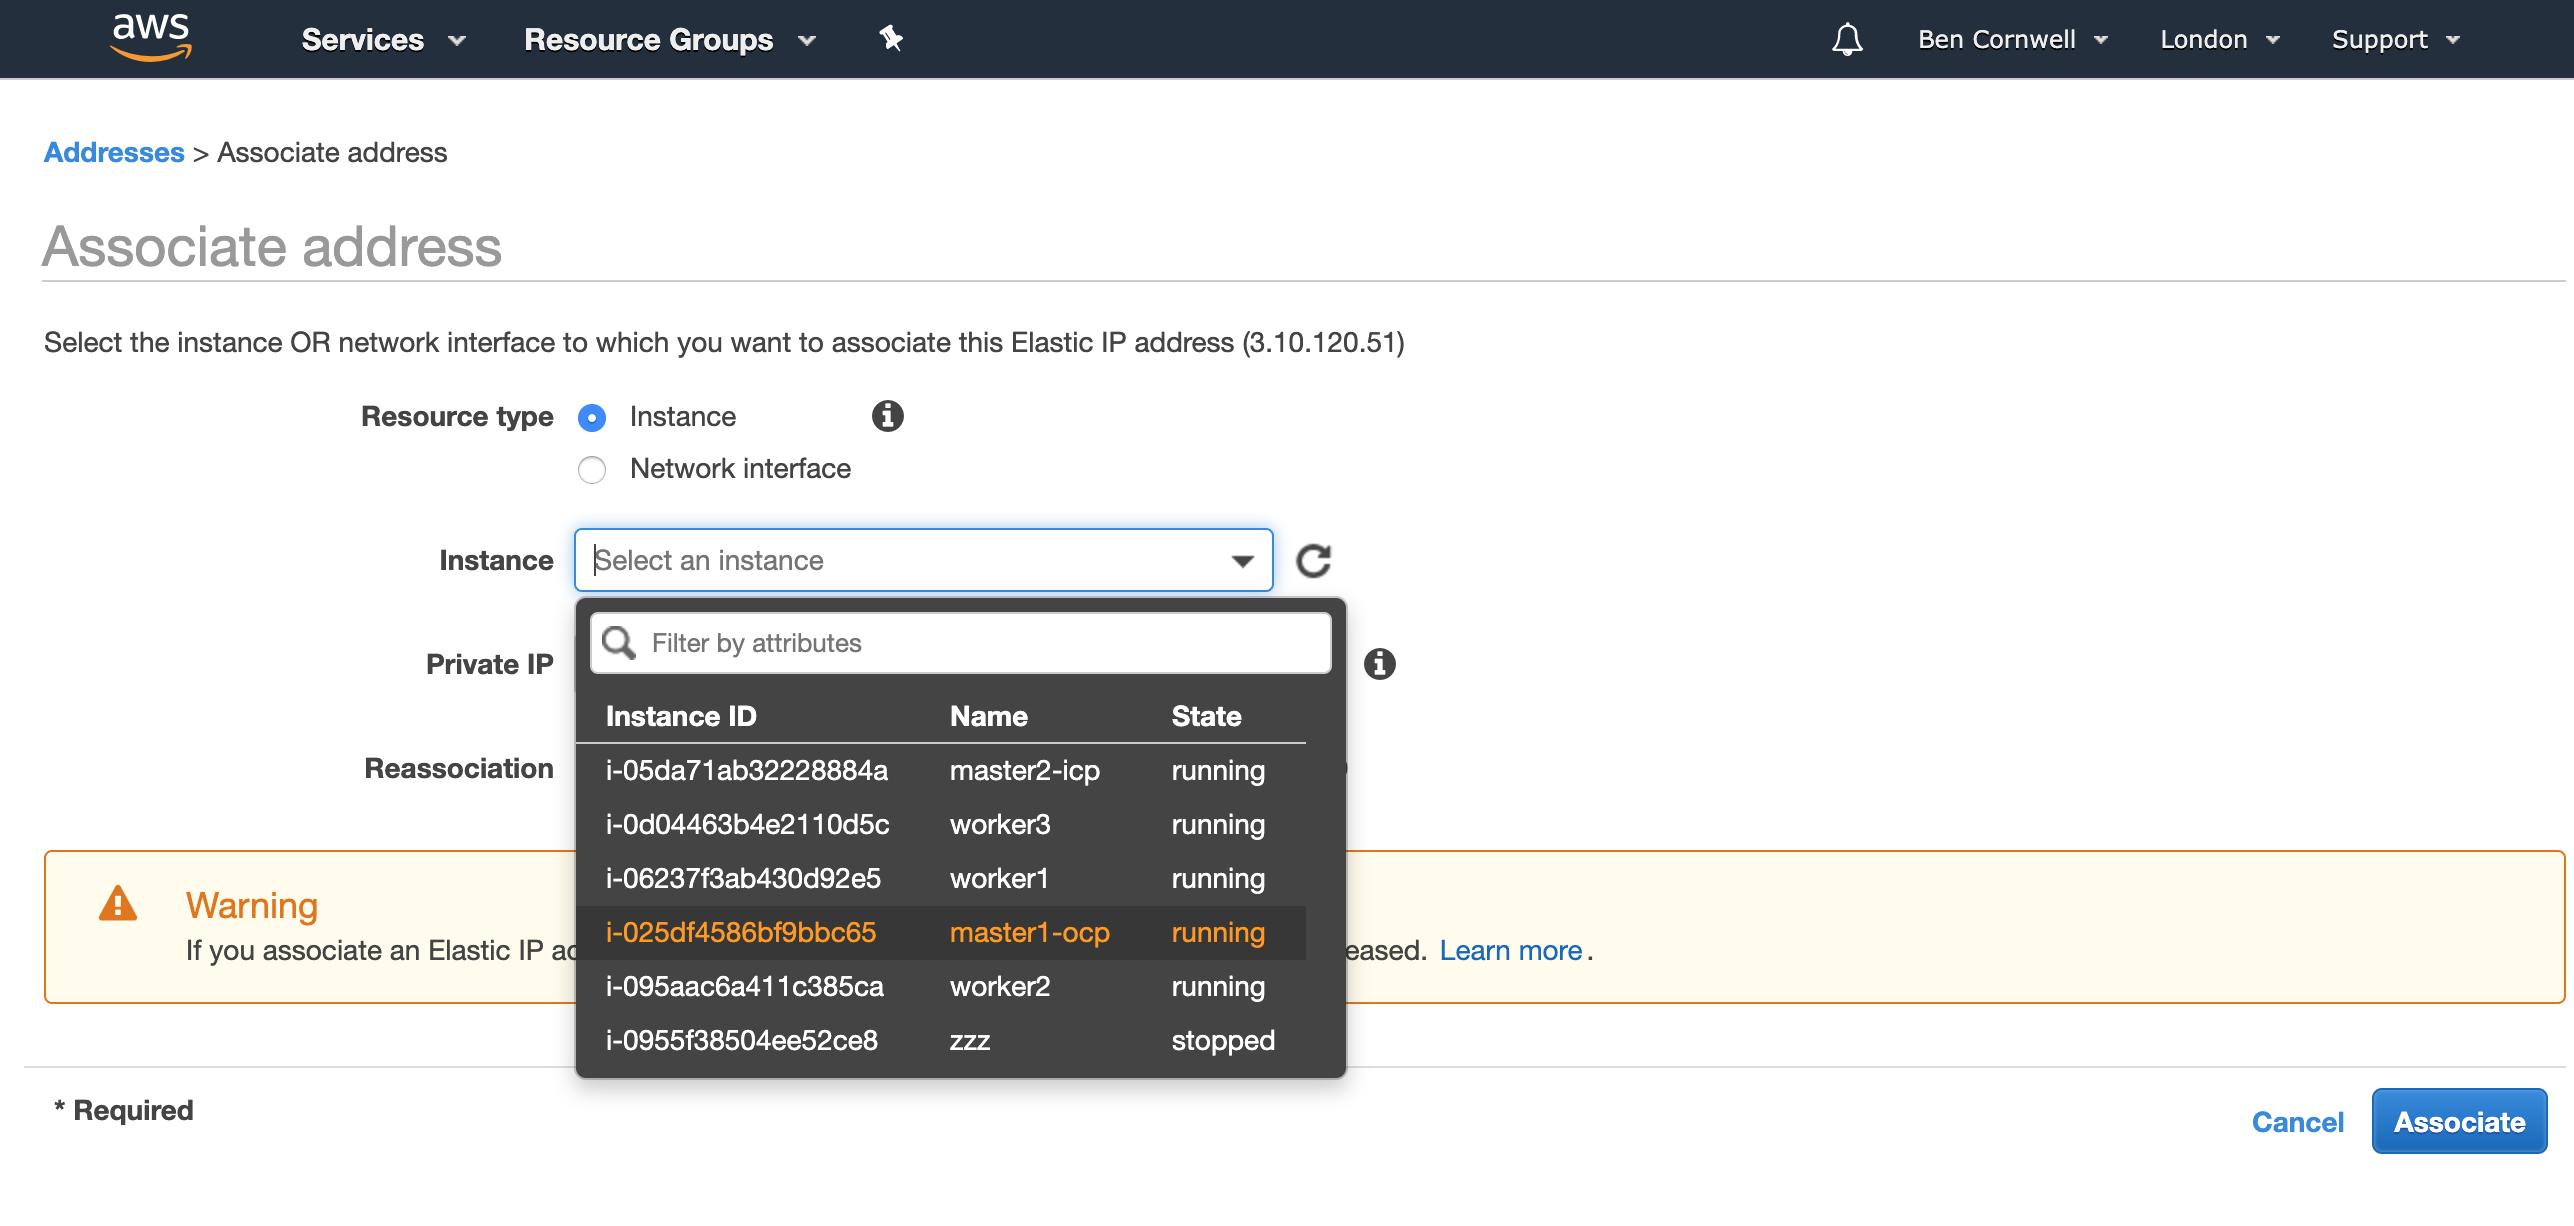 aws Services Resource Groups Ben Cornwell London Support
Addresses > Associate address
Associate address
Select the instance OR network interface to which you want to associate this Elastic IP address (3.10.120.51)
Resource type Instance
Network interface
Instance Select an instance
Filter by attributes
Private IP
Instance ID Name State
Reassociation
i-05da71ab32228884a master2-icp running
i-0d04463b4e2110d5c worker3 running
i-06237f3ab430d92e5 worker1 running
i-025df4586bf9bbc65 master1-ocp running
i-095aac6a411c385ca worker2 running
i-0955f38504ee52ce8 zzz stopped
Warning
If you associate an Elastic IP Learn more.
* Required
Cancel Associate